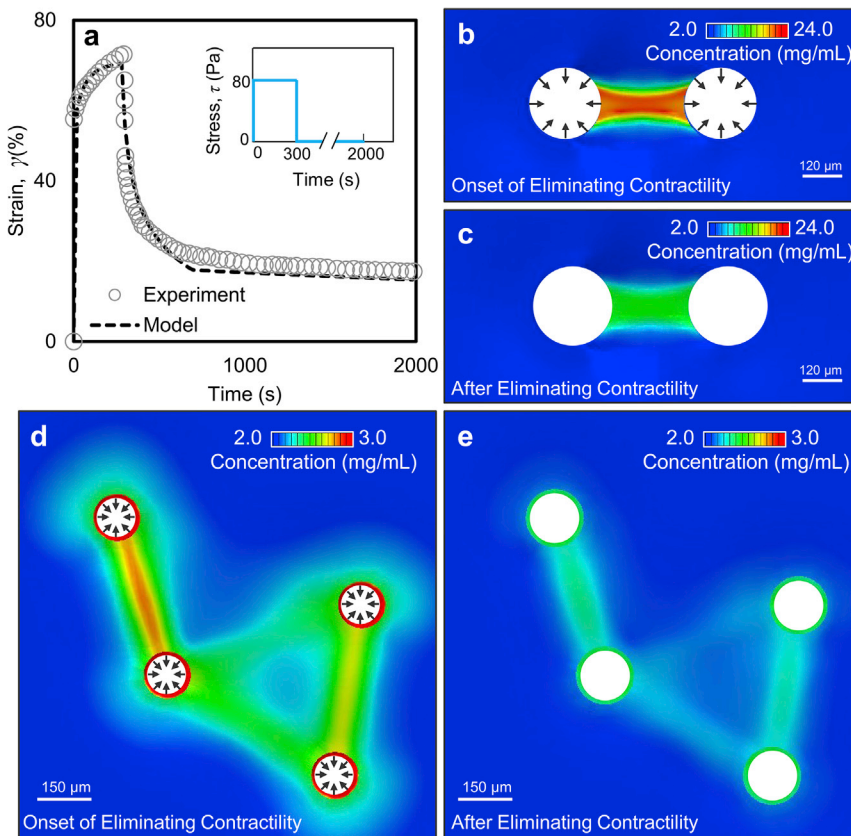 a
80
40
0
Strain, γ(%)
0
1000
2000
Time (s)
Experiment
Model
Stress, τ (Pa)
80
0
0
300
2000
Time (s)
b
2.0
24.0
Concentration (mg/mL)
120 μm
Onset of Eliminating Contractility
c
2.0
24.0
Concentration (mg/mL)
120 μm
After Eliminating Contractility
d
2.0
3.0
Concentration (mg/mL)
150 μm
Onset of Eliminating Contractility
e
2.0
3.0
Concentration (mg/mL)
150 μm
After Eliminating Contractility